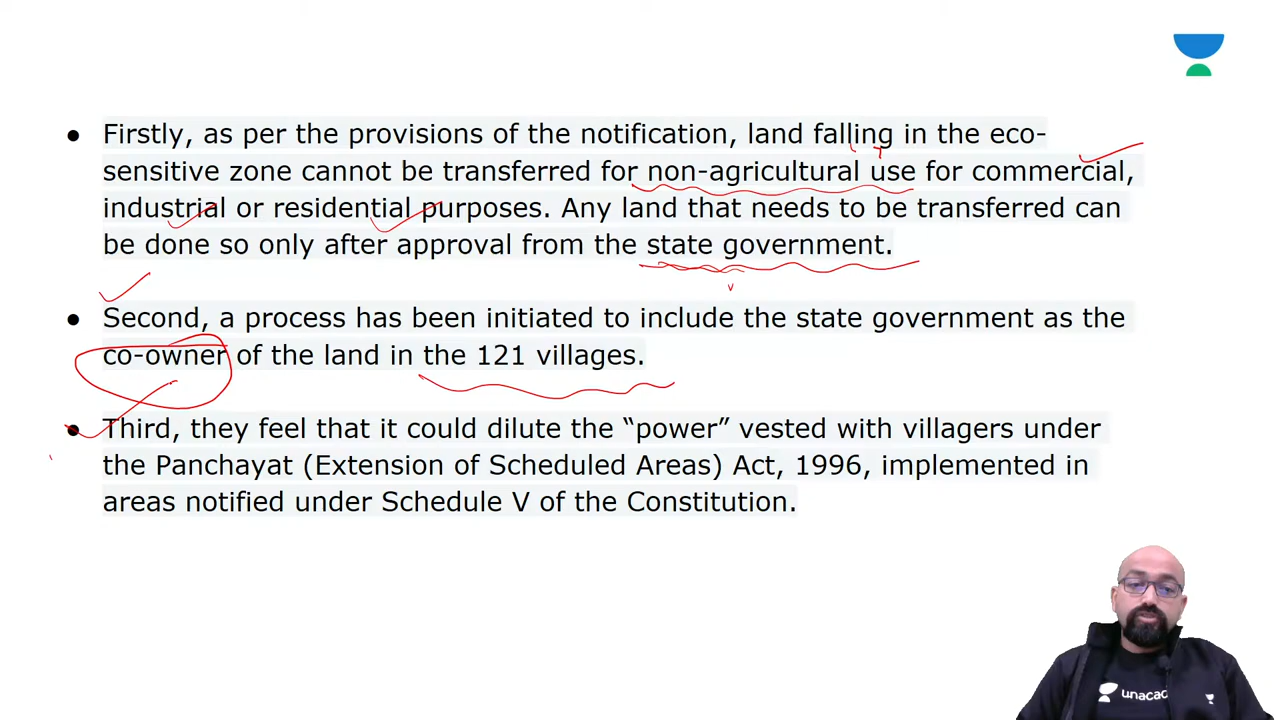 ● Firstly, as per the provisions of the notification, land falling in the eco-
sensitive zone cannot be transferred for non-agricultural use for commercial,
industrial or residential purposes. Any land that needs to be transferred can
be done so only after approval from the state government.
● Second, a process has been initiated to include the state government as the
co-owner of the land in the 121 villages.
● Third, they feel that it could dilute the “power” vested with villagers under
the Panchayat (Extension of Scheduled Areas) Act, 1996, implemented in
areas notified under Schedule V of the Constitution.